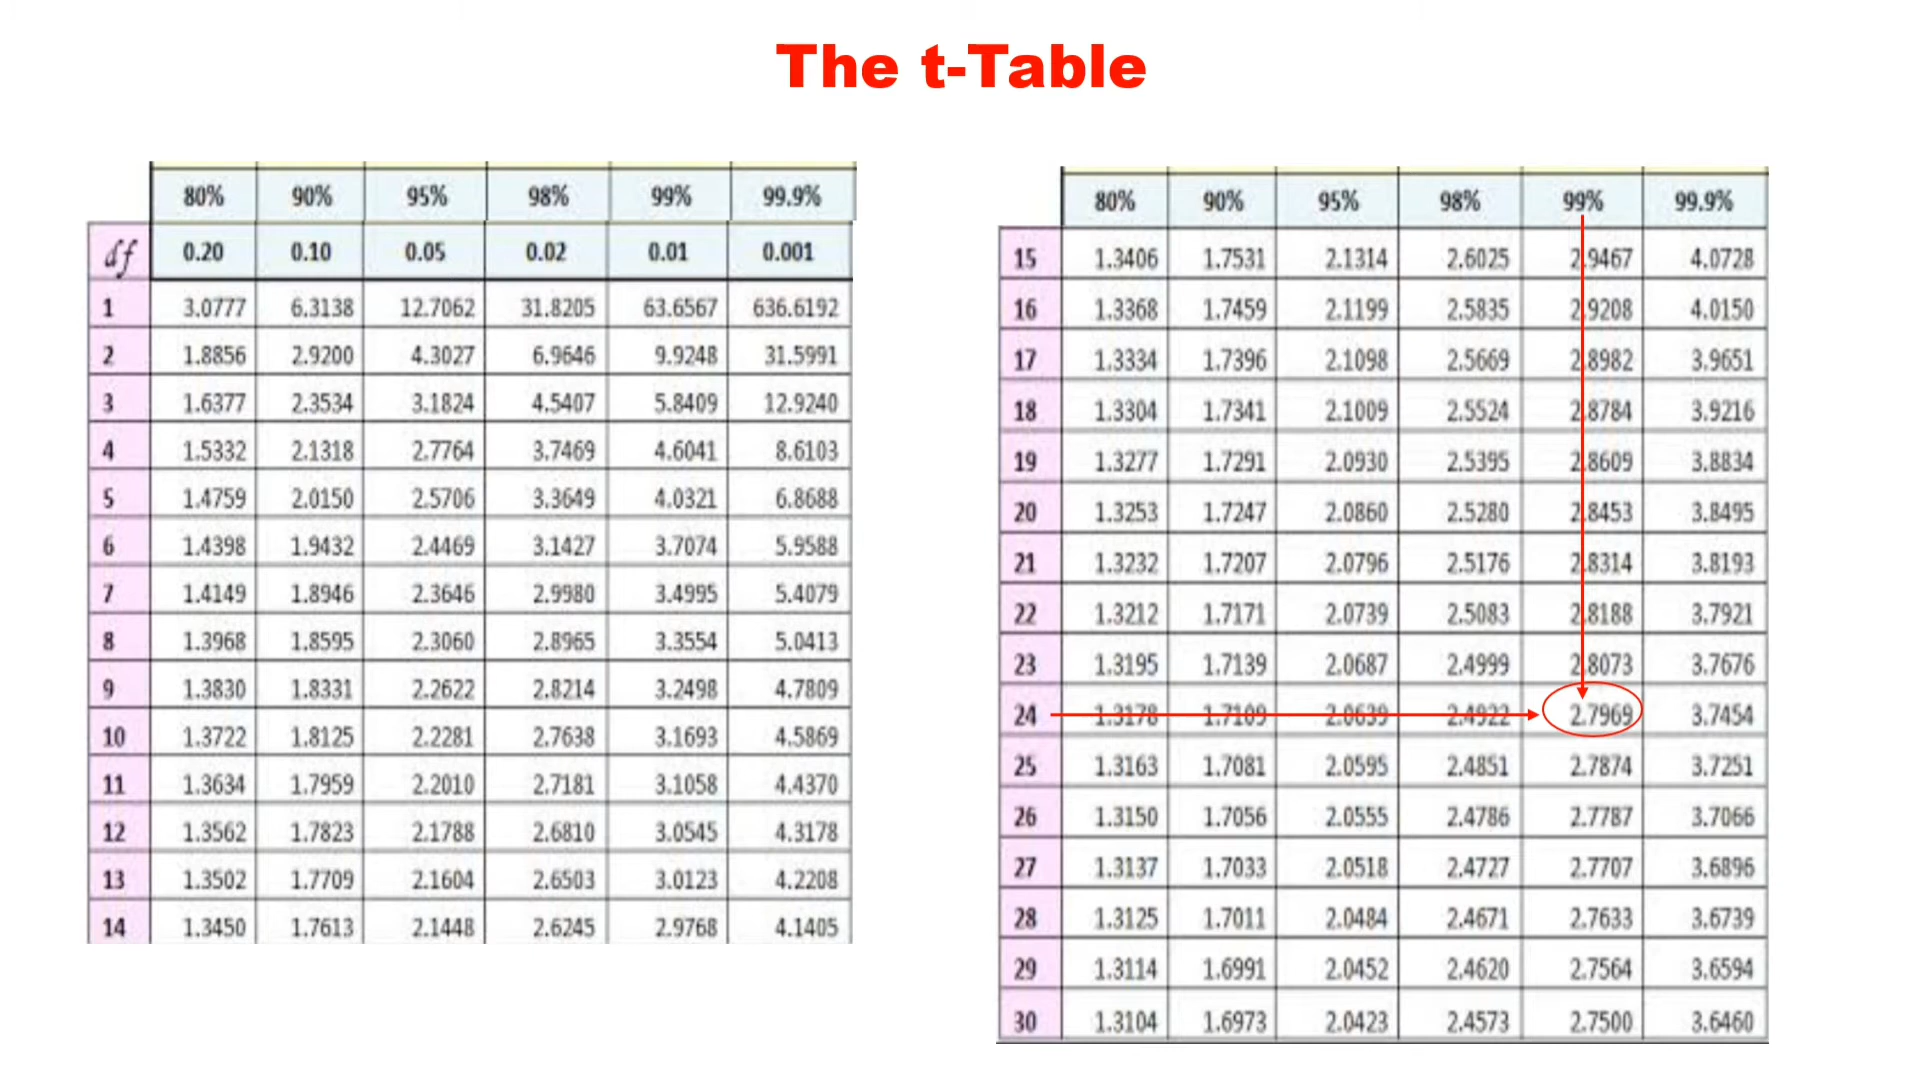 The t-Table
80% 90% 95% 98% 99% 99.9%
df 0.20 0.10 0.05 0.02 0.01 0.001
1 3.0777 6.3138 12.7062 31.8205 63.6567 636.6192
2 1.8856 2.9200 4.3027 6.9646 9.9248 31.5991
3 1.6377 2.3534 3.1824 4.5407 5.8409 12.9240
4 1.5332 2.1318 2.7764 3.7469 4.6041 8.6103
5 1.4759 2.0150 2.5706 3.3649 4.0321 6.8688
6 1.4398 1.9432 2.4469 3.1427 3.7074 5.9588
7 1.4149 1.8946 2.3646 2.9980 3.4995 5.4079
8 1.3968 1.8595 2.3060 2.8965 3.3554 5.0413
9 1.3830 1.8331 2.2622 2.8214 3.2498 4.7809
10 1.3722 1.8125 2.2281 2.7638 3.1693 4.5869
11 1.3634 1.7959 2.2010 2.7181 3.1058 4.4370
12 1.3562 1.7823 2.1788 2.6810 3.0545 4.3178
13 1.3502 1.7709 2.1604 2.6503 3.0123 4.2208
14 1.3450 1.7613 2.1448 2.6245 2.9768 4.1405
80% 90% 95% 98% 99% 99.9%
15 1.3406 1.7531 2.1314 2.6025 2.9467 4.0728
16 1.3368 1.7459 2.1199 2.5835 2.9208 4.0150
17 1.3334 1.7396 2.1098 2.5669 2.8982 3.9651
18 1.3304 1.7341 2.1009 2.5524 2.8784 3.9216
19 1.3277 1.7291 2.0930 2.5395 2.8609 3.8834
20 1.3253 1.7247 2.0860 2.5280 2.8453 3.8495
21 1.3232 1.7207 2.0796 2.5176 2.8314 3.8193
22 1.3212 1.7171 2.0739 2.5083 2.8188 3.7921
23 1.3195 1.7139 2.0687 2.4999 2.8073 3.7676
24 1.3178 1.7109 2.0639 2.4922 2.7969 3.7454
25 1.3163 1.7081 2.0595 2.4851 2.7874 3.7251
26 1.3150 1.7056 2.0555 2.4786 2.7787 3.7066
27 1.3137 1.7033 2.0518 2.4727 2.7707 3.6896
28 1.3125 1.7011 2.0484 2.4671 2.7633 3.6739
29 1.3114 1.6991 2.0452 2.4620 2.7564 3.6594
30 1.3104 1.6973 2.0423 2.4573 2.7500 3.6460